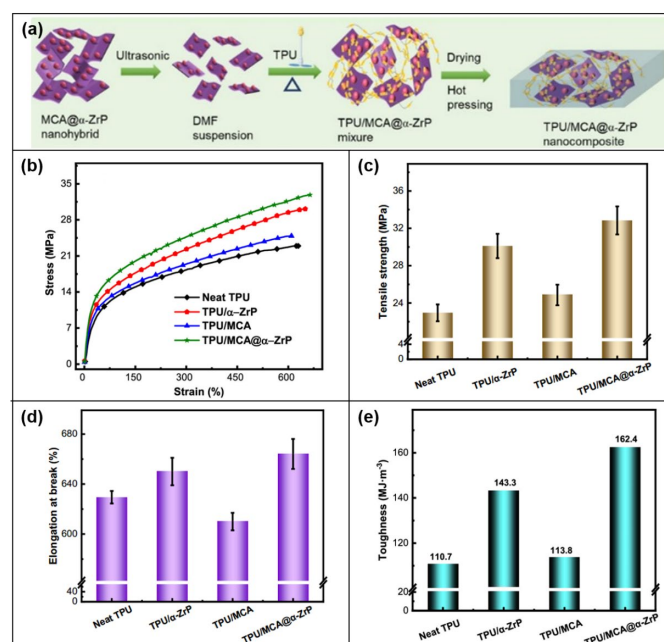 (a)
Ultrasonic
TPU
Drying
Hot
pressing
MCA@α-ZrP
nanohybrid
DMF
suspension
TPU/MCA@α-ZrP
mixure
TPU/MCA@α-ZrP
nanocomposite
(b)
Stress (MPa)
35
28
21
14
7
0
0
150
300
450
600
Strain (%)
Neat TPU
TPU/α-ZrP
TPU/MCA
TPU/MCA@α-ZrP
(c)
Tensile strength (MPa)
36
32
28
24
4
0
Neat TPU
TPU/α-ZrP
TPU/MCA
TPU/MCA@α-ZrP
(d)
Elongation at break (%)
680
640
600
40
0
Neat TPU
TPU/α-ZrP
TPU/MCA
TPU/MCA@α-ZrP
(e)
Toughness (MJ·m-3)
160
140
120
20
0
110.7
143.3
113.8
162.4
Neat TPU
TPU/α-ZrP
TPU/MCA
TPU/MCA@α-ZrP